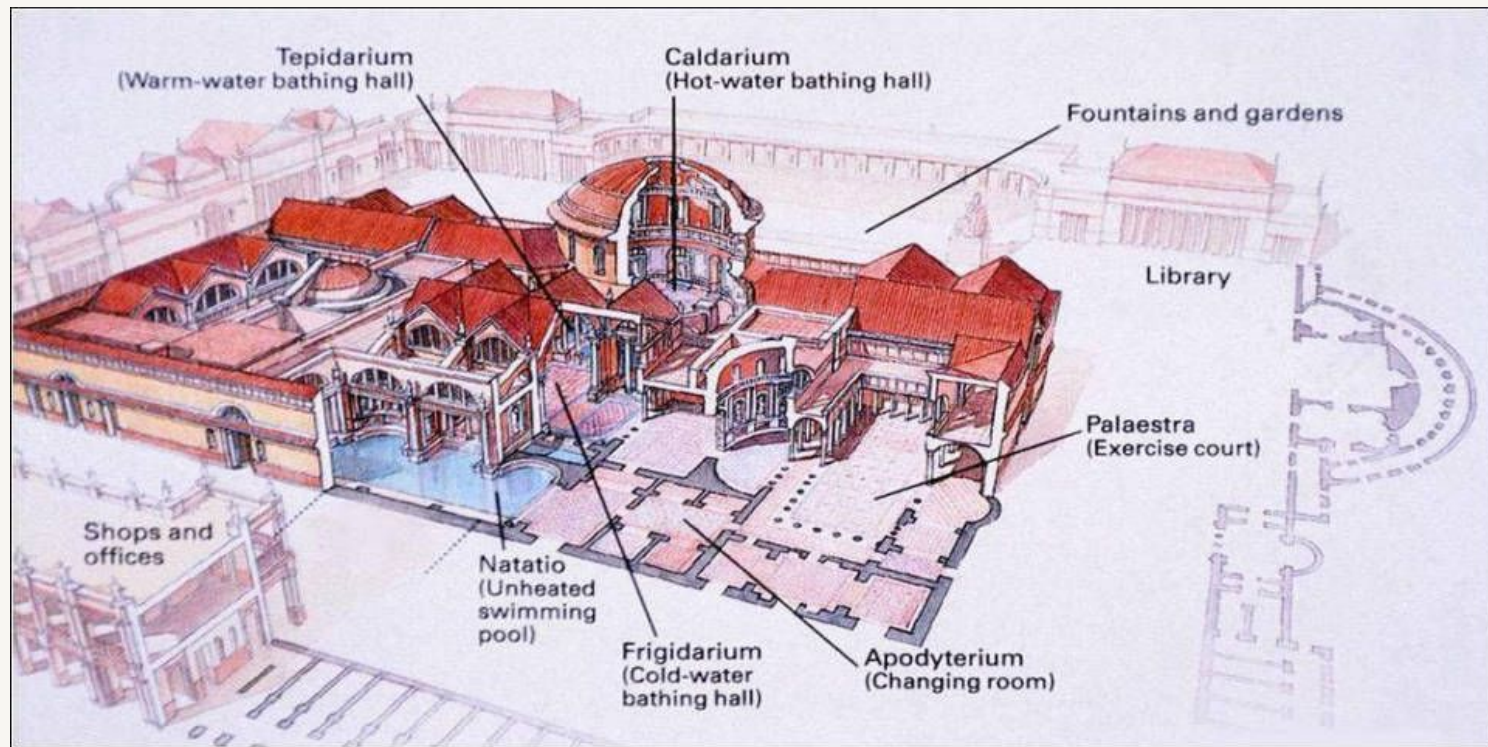 Tepidarium
(Warm-water bathing hall)
Caldarium
(Hot-water bathing hall)
Fountains and gardens
Library
Palaestra
(Exercise court)
Shops and
offices
Natatio
(Unheated
swimming
pool)
Frigidarium
(Cold-water
bathing hall)
Apodyterium
(Changing room)